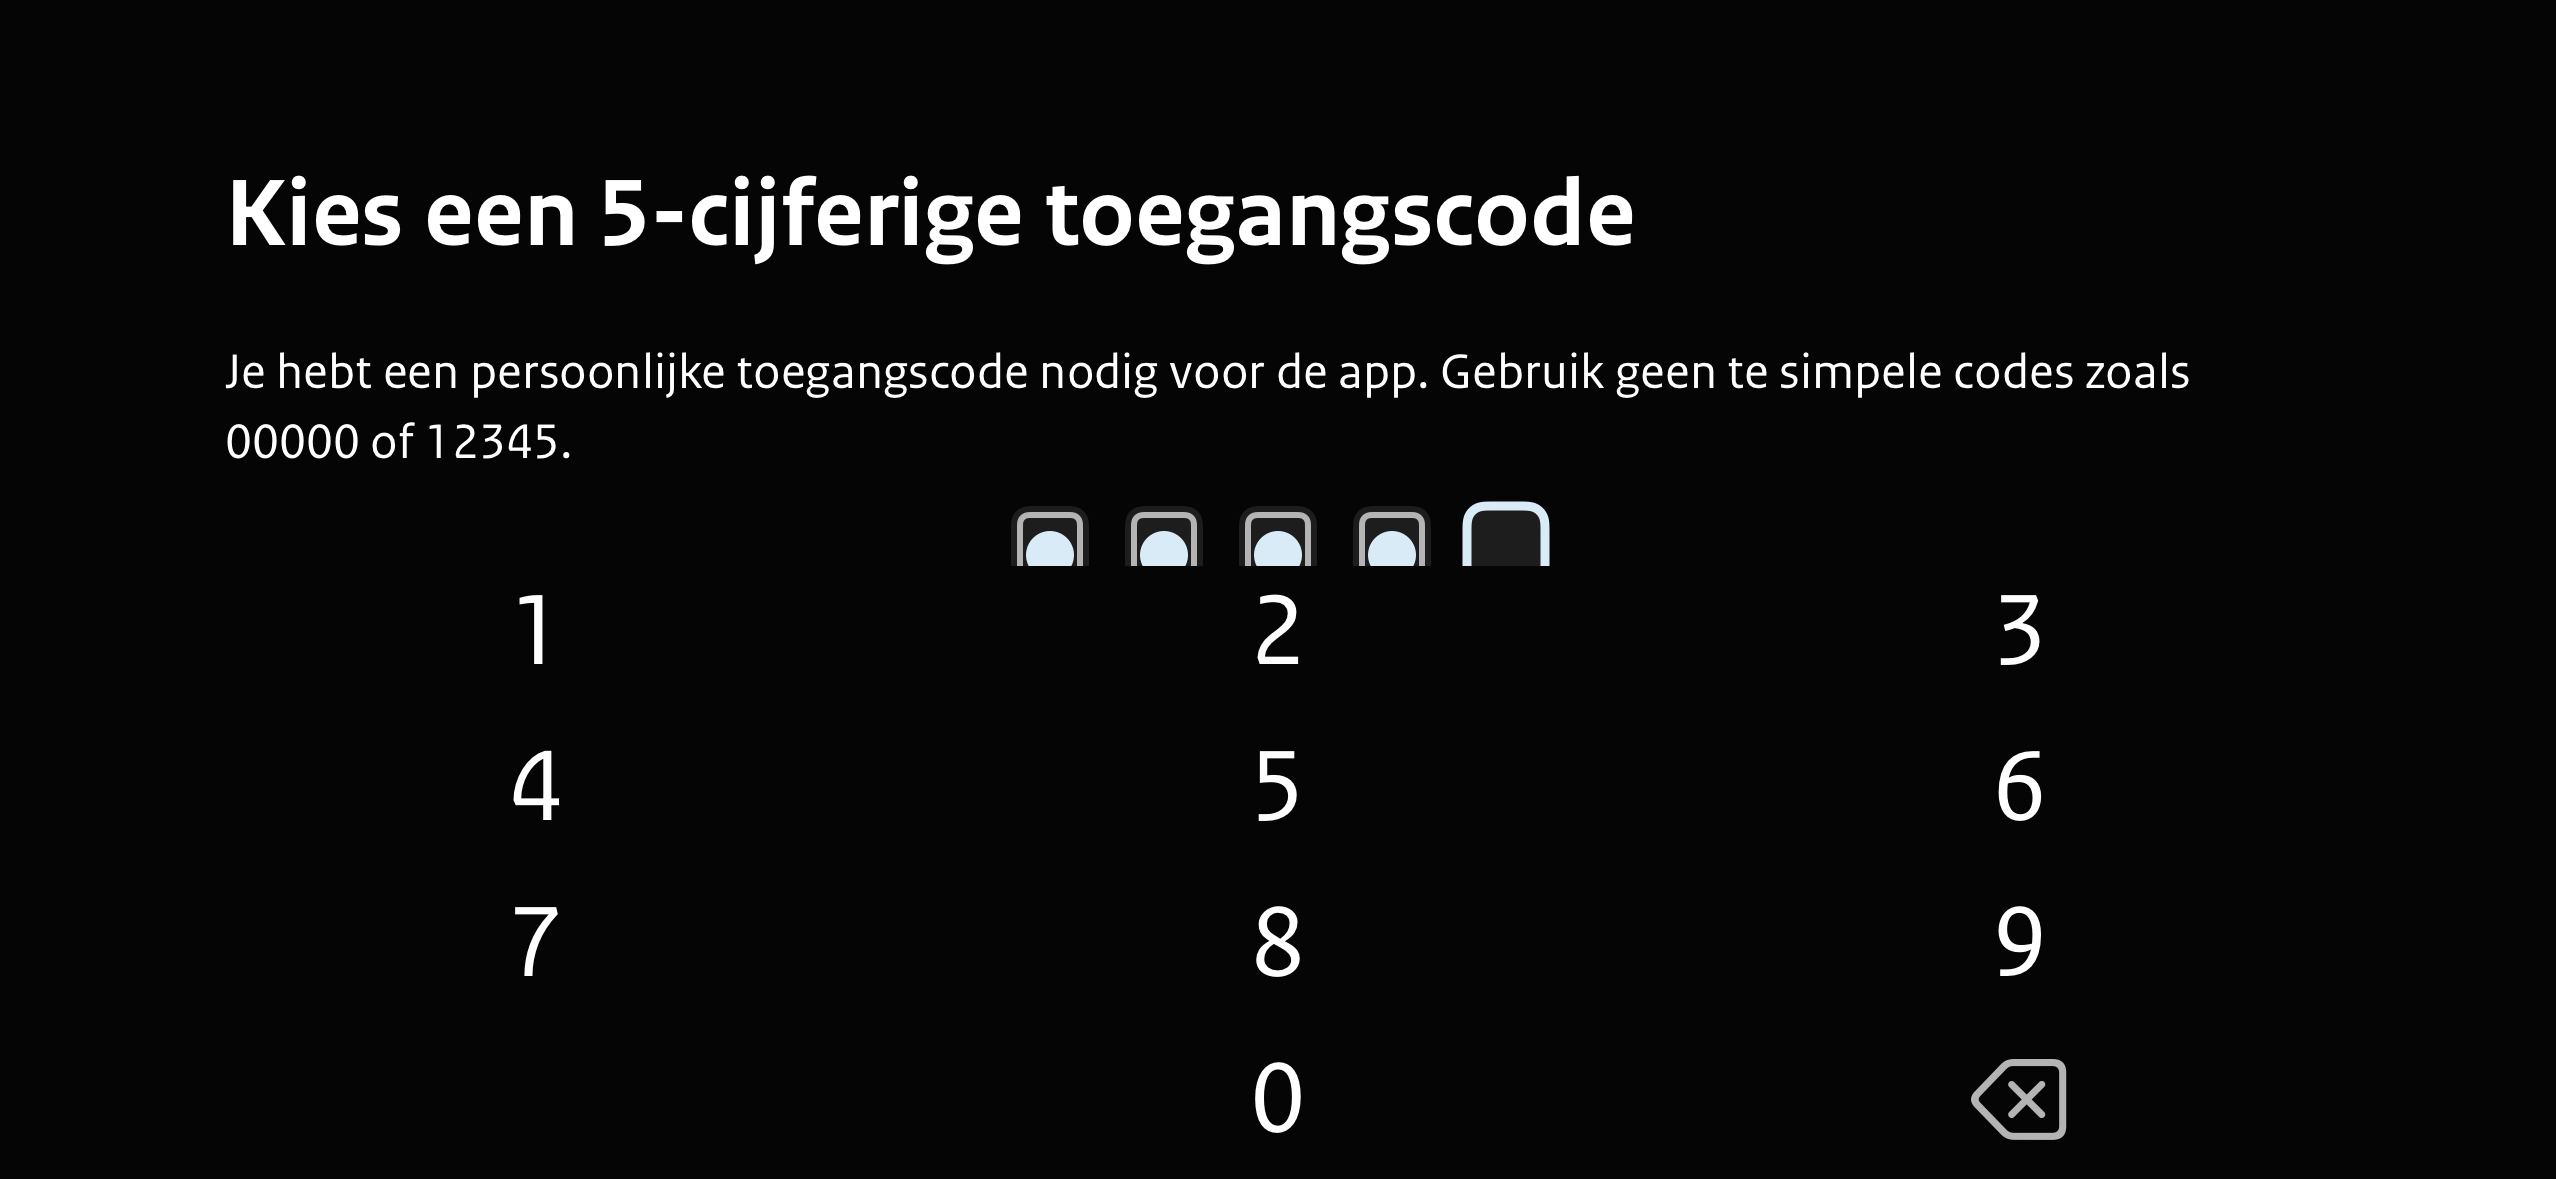 Kies een 5-cijferige toegangscode
Je hebt een persoonlijke toegangscode nodig voor de app. Gebruik geen te simpele codes zoals
00000 of 12345.
1 2 3
4 5 6
7 8 9
0